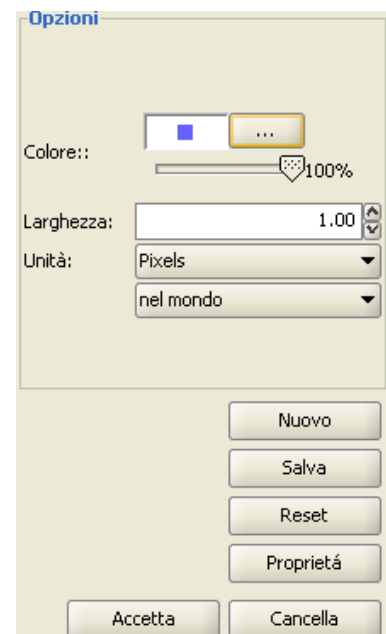 Opzioni
...
Colore::
100%
Larghezza: 1.00
Unità: Pixels
nel mondo
Nuovo
Salva
Reset
Proprietá
Accetta Cancella